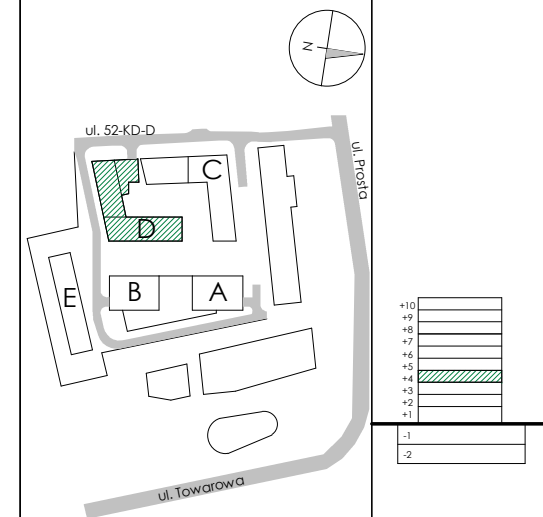 N
ul. 52-KD-D
ul. Prosta
C
D
E
B
A
ul. Towarowa
+10
+9
+8
+7
+6
+5
+4
+3
+2
+1
-1
-2